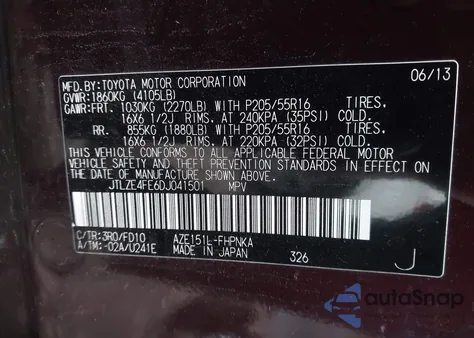 MFD.BY:TOYOTA MOTOR CORPORATION 06/13
GVWR:1860KG (4105LB)
GAWR:FRT. 1030KG (2270LB) WITH P205/55R16 TIRES,
16X6 1/2J RIMS, AT 240KPA (35PSI) COLD.
RR. 855KG (1880LB) WITH P205/55R16 TIRES,
16X6 1/2J RIMS, AT 220KPA (32PSI) COLD.
THIS VEHICLE CONFORMS TO ALL APPLICABLE FEDERAL MOTOR
VEHICLE SAFETY AND THEFT PREVENTION STANDARDS IN EFFECT ON
THE DATE OF MANUFACTURE SHOWN ABOVE.
JTLZE4FE6DJ041501 MPV
C/TR:3R0/FD10 AZE151L-FHPNKA
A/TM:-02A/U241E MADE IN JAPAN 326 J
autoSnap